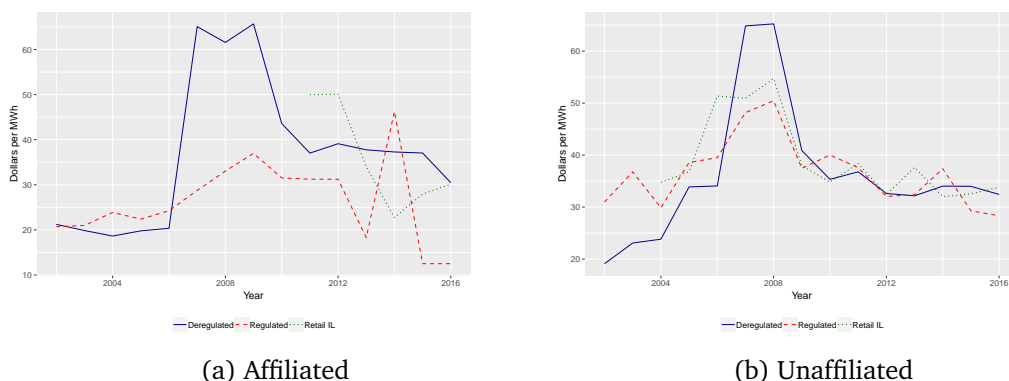 60
50
40
30
20
10
Dollars per MWh
2004
2008
2012
2016
Year
Deregulated Regulated Retail IL
(a) Affiliated
60
50
40
30
20
Dollars per MWh
2004
2008
2012
2016
Year
Deregulated Regulated Retail IL
(b) Unaffiliated